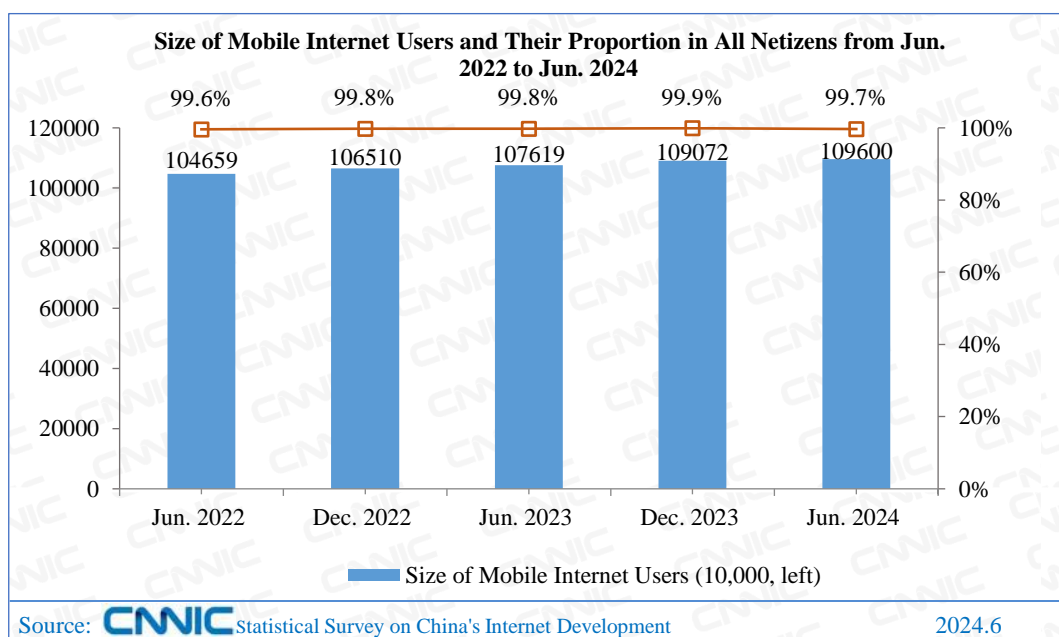 Size of Mobile Internet Users and Their Proportion in All Netizens from Jun.
2022 to Jun. 2024
99.6% 99.8% 99.8% 99.9% 99.7%
120000 100%
104659 106510 107619 109072 109600
100000
80%
80000
60%
60000
40%
40000
20%
20000
0 0%
Jun. 2022 Dec. 2022 Jun. 2023 Dec. 2023 Jun. 2024
Size of Mobile Internet Users (10,000, left)
Source: CNNIC Statistical Survey on China's Internet Development 2024.6